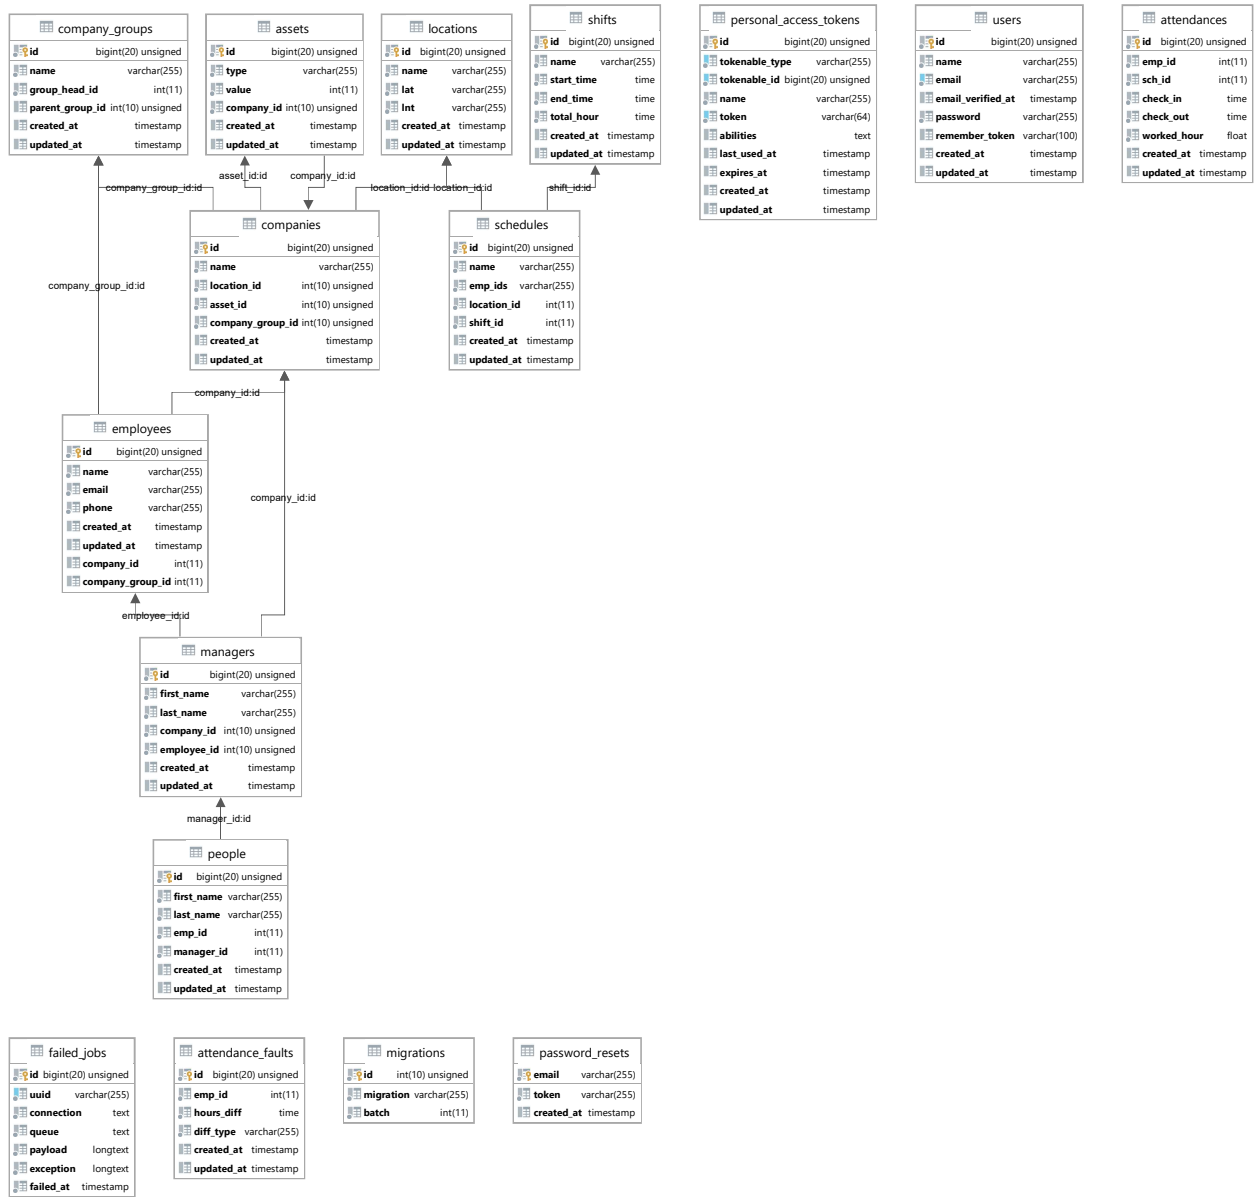 company_groups
id bigint(20) unsigned
name varchar(255)
group_head_id int(11)
parent_group_id int(10) unsigned
created_at timestamp
updated_at timestamp
assets
id bigint(20) unsigned
type varchar(255)
value int(11)
company_id int(10) unsigned
created_at timestamp
updated_at timestamp
locations
id bigint(20) unsigned
name varchar(255)
lat varchar(255)
lnt varchar(255)
created_at timestamp
updated_at timestamp
shifts
id bigint(20) unsigned
name varchar(255)
start_time time
end_time time
total_hour time
created_at timestamp
updated_at timestamp
personal_access_tokens
id bigint(20) unsigned
tokenable_type varchar(255)
tokenable_id bigint(20) unsigned
name varchar(255)
token varchar(64)
abilities text
last_used_at timestamp
expires_at timestamp
created_at timestamp
updated_at timestamp
users
id bigint(20) unsigned
name varchar(255)
email varchar(255)
email_verified_at timestamp
password varchar(255)
remember_token varchar(100)
created_at timestamp
updated_at timestamp
attendances
id bigint(20) unsigned
emp_id int(11)
sch_id int(11)
check_in time
check_out time
worked_hour float
created_at timestamp
updated_at timestamp
company_group_id:id
asset_id:id
company_id:id
location_id:id
location_id:id
shift_id:id
companies
id bigint(20) unsigned
name varchar(255)
location_id int(10) unsigned
asset_id int(10) unsigned
company_group_id int(10) unsigned
created_at timestamp
updated_at timestamp
schedules
id bigint(20) unsigned
name varchar(255)
emp_ids varchar(255)
location_id int(11)
shift_id int(11)
created_at timestamp
updated_at timestamp
company_group_id:id
company_id:id
employees
id bigint(20) unsigned
name varchar(255)
email varchar(255)
phone varchar(255)
created_at timestamp
updated_at timestamp
company_id int(11)
company_group_id int(11)
company_id:id
employee_id:id
managers
id bigint(20) unsigned
first_name varchar(255)
last_name varchar(255)
company_id int(10) unsigned
employee_id int(10) unsigned
created_at timestamp
updated_at timestamp
manager_id:id
people
id bigint(20) unsigned
first_name varchar(255)
last_name varchar(255)
emp_id int(11)
manager_id int(11)
created_at timestamp
updated_at timestamp
failed_jobs
id bigint(20) unsigned
uuid varchar(255)
connection text
queue text
payload longtext
exception longtext
failed_at timestamp
attendance_faults
id bigint(20) unsigned
emp_id int(11)
hours_diff time
diff_type varchar(255)
created_at timestamp
updated_at timestamp
migrations
id int(10) unsigned
migration varchar(255)
batch int(11)
password_resets
email varchar(255)
token varchar(255)
created_at timestamp